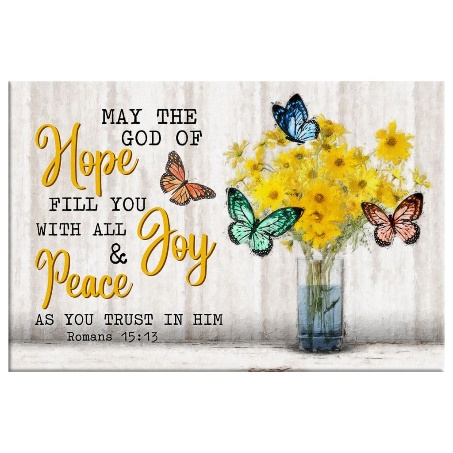 MAY THE
GOD OF
Hope
FILL YOU
WITH ALL
Joy
&
Peace
AS YOU TRUST IN HIM
Romans 15:13